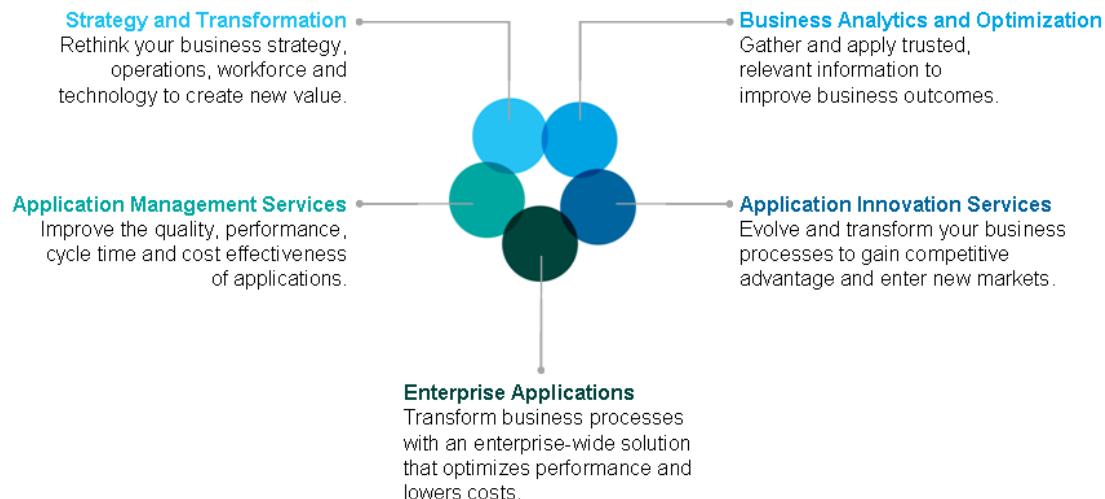 Strategy and Transformation
Rethink your business strategy,
operations, workforce and
technology to create new value.
Business Analytics and Optimization
Gather and apply trusted,
relevant information to
improve business outcomes.
Application Management Services
Improve the quality, performance,
cycle time and cost effectiveness
of applications.
Application Innovation Services
Evolve and transform your business
processes to gain competitive
advantage and enter new markets.
Enterprise Applications
Transform business processes
with an enterprise-wide solution
that optimizes performance and
lowers costs.